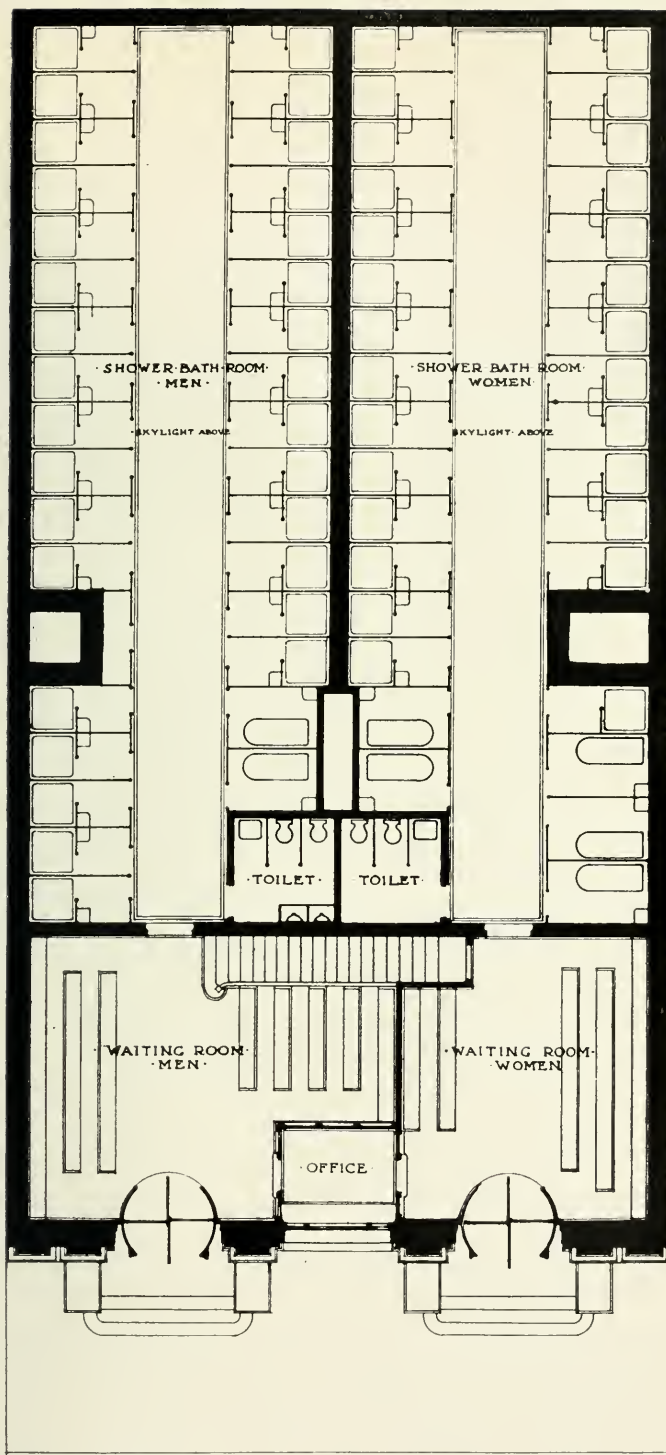 ·SHOWER·BATH·ROOM·
·MEN·
SKYLIGHT ABOVE
·SHOWER BATH ROOM·
WOMEN·
SKYLIGHT· ABOVE
·TOILET·
TOILET·
·WAITING ROOM·
·MEN·
·WAITING ROOM·
·WOMEN
·OFFICE·